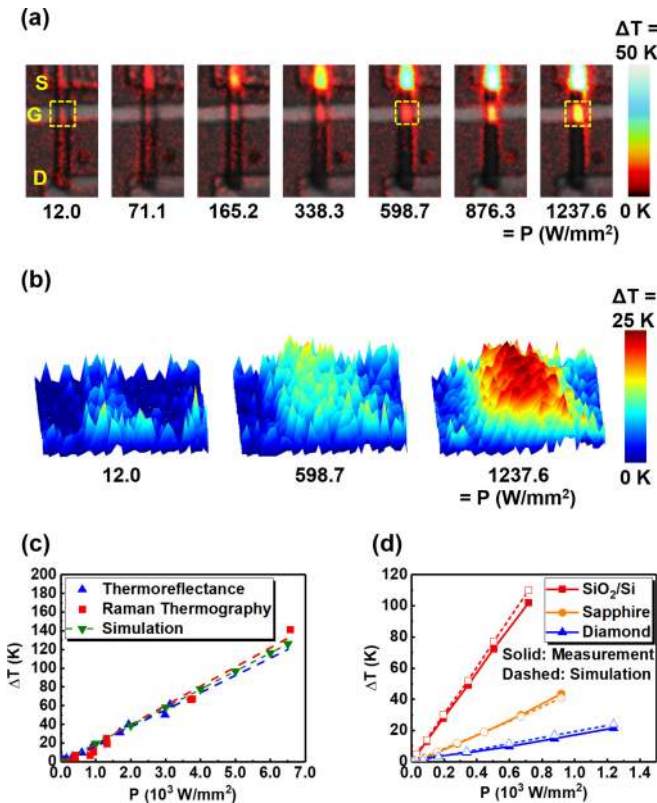 (a)
ΔT =
50 K
S
G
D
0 K
12.0 71.1 165.2 338.3 598.7 876.3 1237.6
= P (W/mm²)
(b)
ΔT =
25 K
0 K
12.0 598.7 1237.6
= P (W/mm²)
(c)
200
180
160
140
120
100
80
60
40
20
0
ΔT (K)
Thermoreflectance
Raman Thermography
Simulation
0.0 1.0 2.0 3.0 4.0 5.0 6.0 7.0
P (10³ W/mm²)
(d)
120
100
80
60
40
20
0
ΔT (K)
SiO₂/Si
Sapphire
Diamond
Solid: Measurement
Dashed: Simulation
0.0 0.2 0.4 0.6 0.8 1.0 1.2 1.4
P (10³ W/mm²)